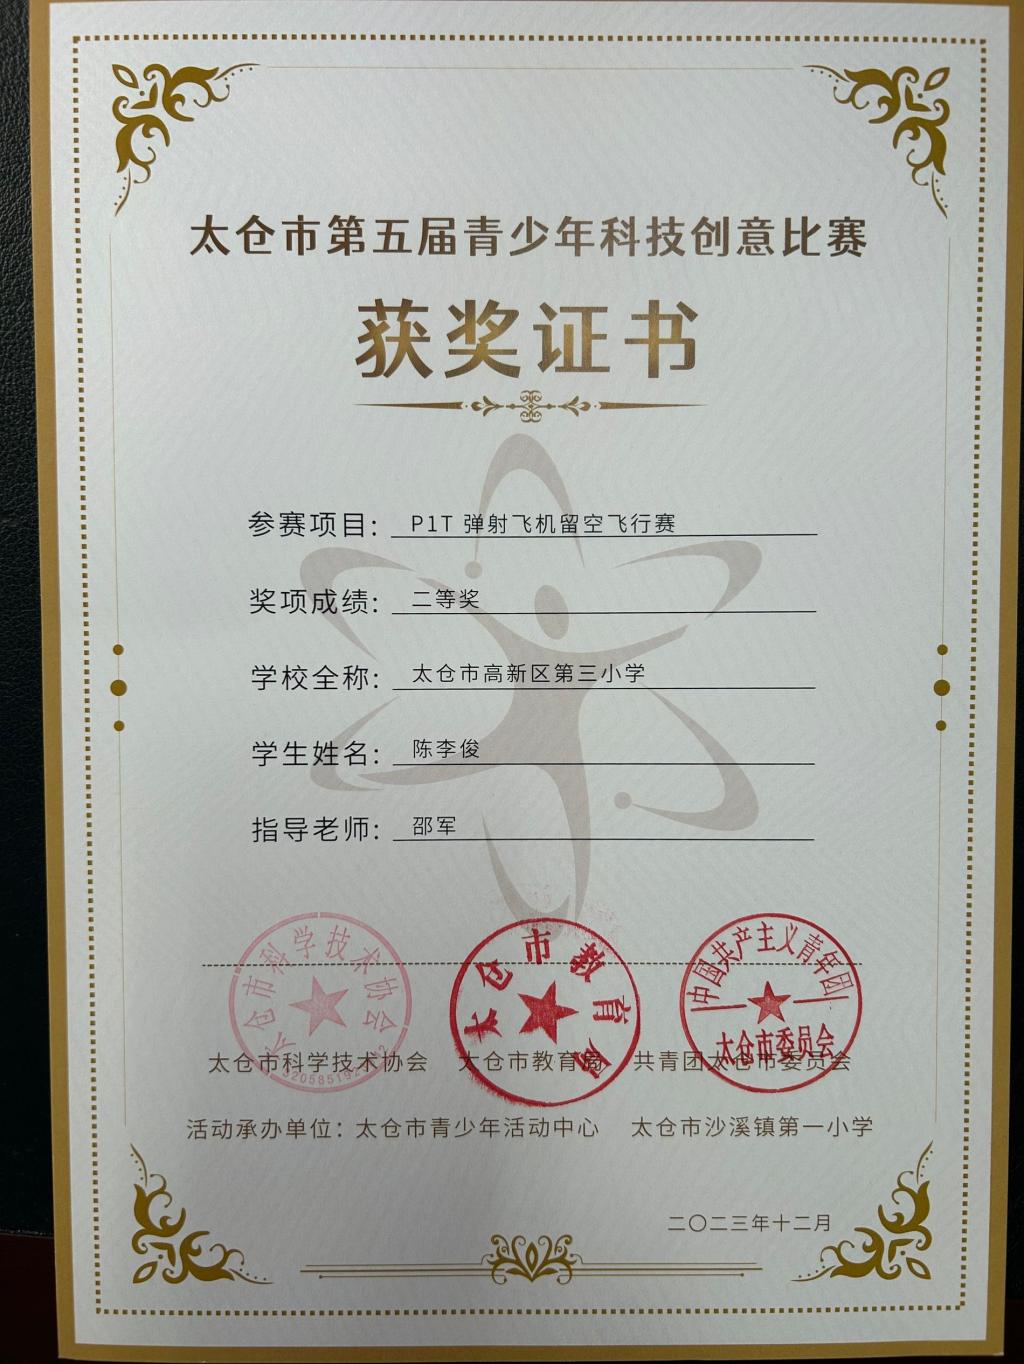 太仓市第五届青少年科技创意比赛
获奖证书
参赛项目: P1T 弹射飞机留空飞行赛
奖项成绩: 二等奖
学校全称: 太仓市高新区第三小学
学生姓名: 陈李俊
指导老师: 邵军
太仓市科学技术协会
太仓市教育局
中国共产主义青年团
太仓市委员会
太仓市科学技术协会 太仓市教育局 共青团太仓市委员会
活动承办单位: 太仓市青少年活动中心 太仓市沙溪镇第一小学
二〇二三年十二月